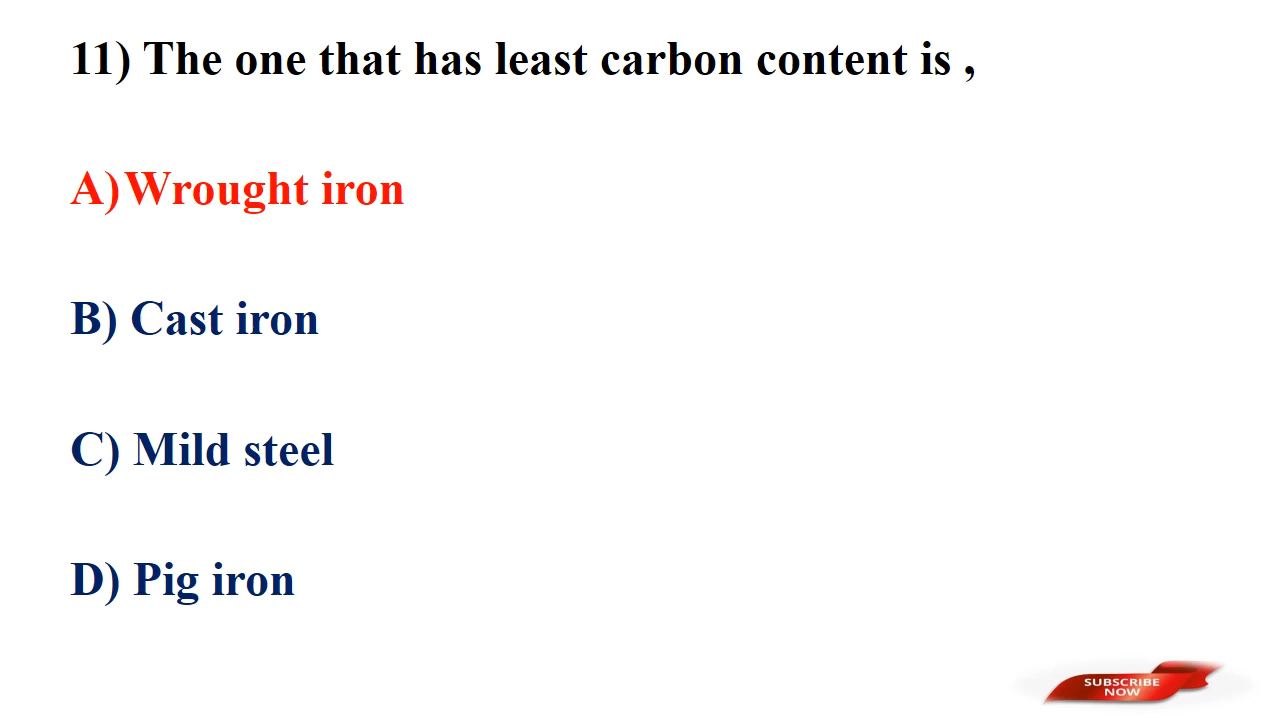 11) The one that has least carbon content is ,
A) Wrought iron
B) Cast iron
C) Mild steel
D) Pig iron
SUBSCRIBE
NOW